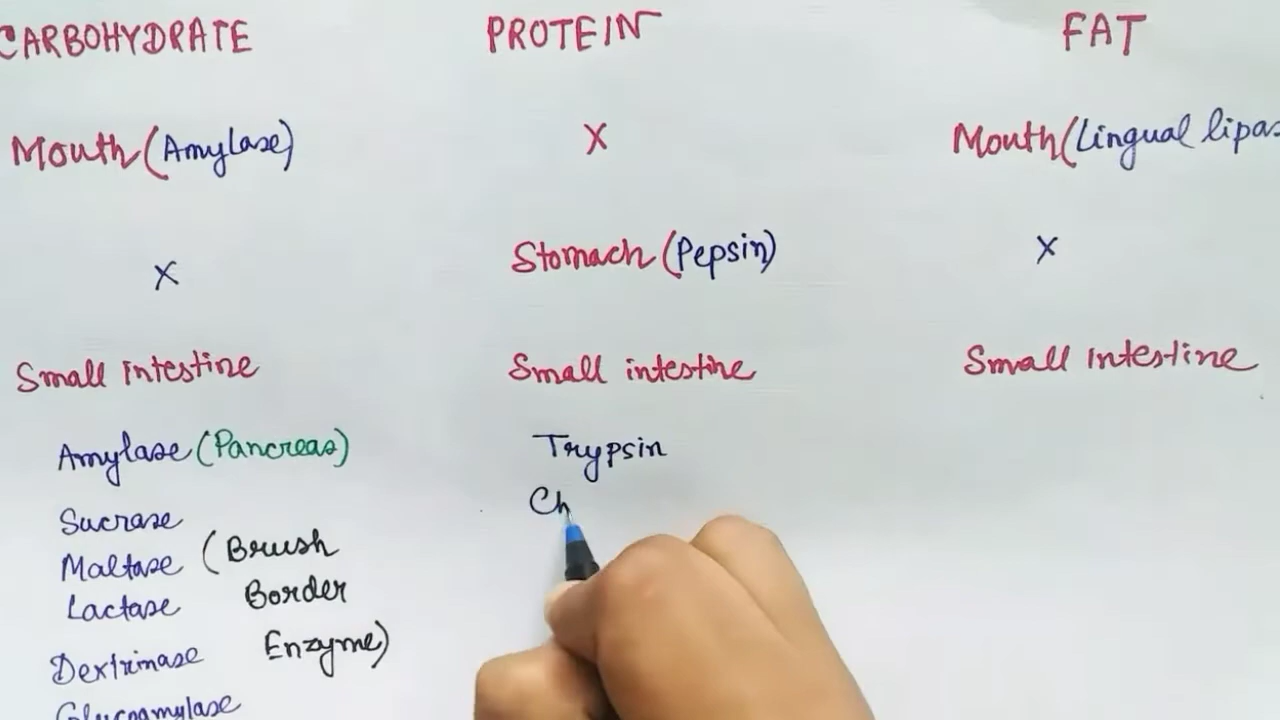 CARBOHYDRATE PROTEIN FAT
Mouth (Amylase) X Mouth (Lingual lipas
X Stomach (Pepsin) X
Small intestine Small intestine Small intestine
Amylase (Pancreas) Trypsin
Sucrase Ch
Maltase (Brush
Lactase Border
Dextrinase Enzyme)
Glucoamylase